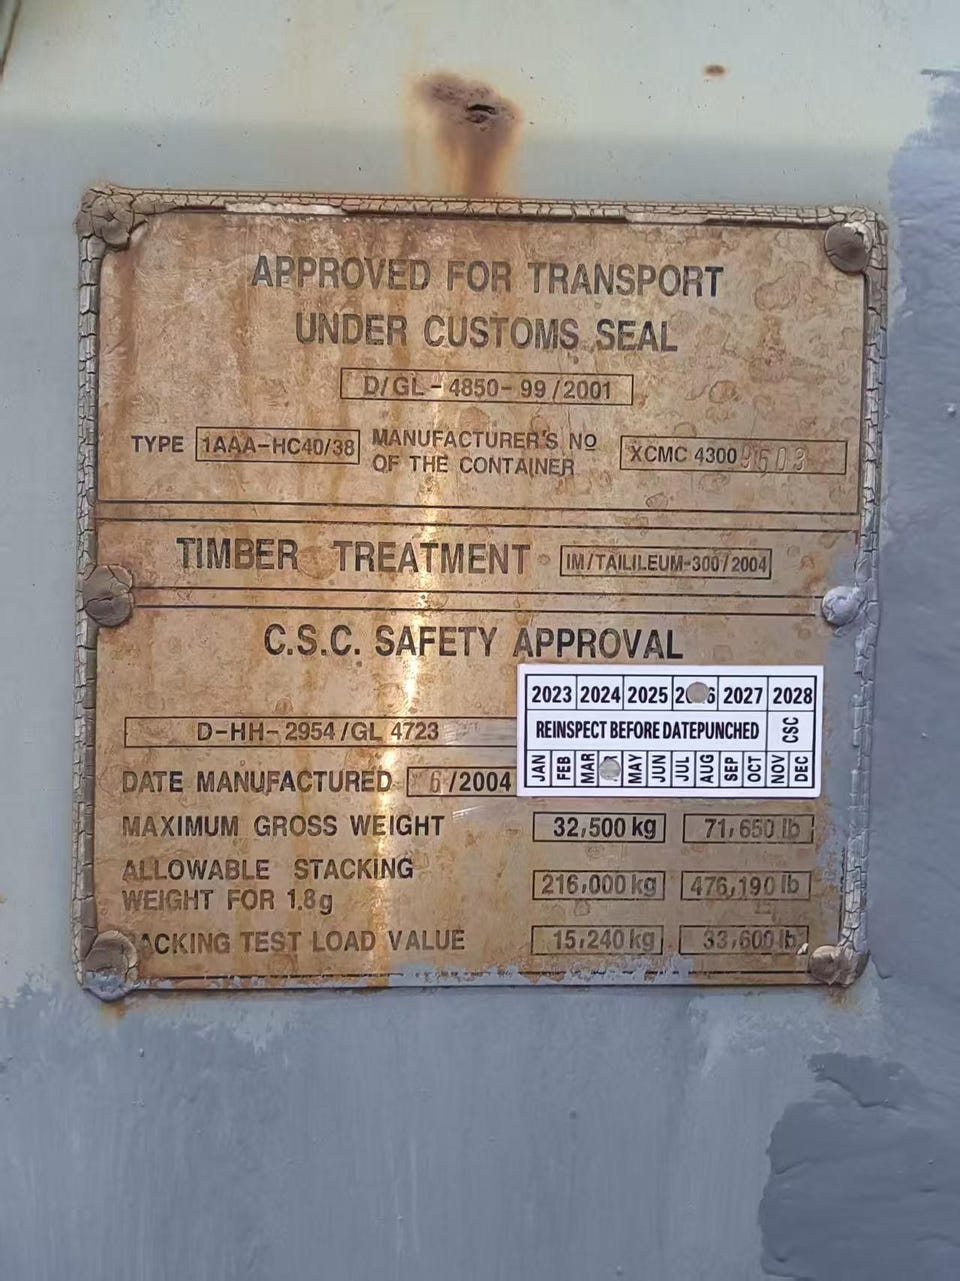 APPROVED FOR TRANSPORT
UNDER CUSTOMS SEAL
D/GL-4850-99/2001
TYPE 1AAA-HC40/38 MANUFACTURER'S NO
OF THE CONTAINER
XCMC 4300
TIMBER TREATMENT IM/TAILILEUM-300/2004
C.S.C. SAFETY APPROVAL
2023 2024 2025 2027 2028
REINSPECT BEFORE DATEPUNCHED CSC
JAN FEB MAR MAY JUN JUL AUG SEP OCT NOV DEC
D-HH-2954/GL 4723
DATE MANUFACTURED 6/2004
MAXIMUM GROSS WEIGHT 32,500 kg 71,650 lb
ALLOWABLE STACKING
WEIGHT FOR 1.8g 216,000 kg 476,190 lb
RACKING TEST LOAD VALUE 15,240 kg 33,600 lb